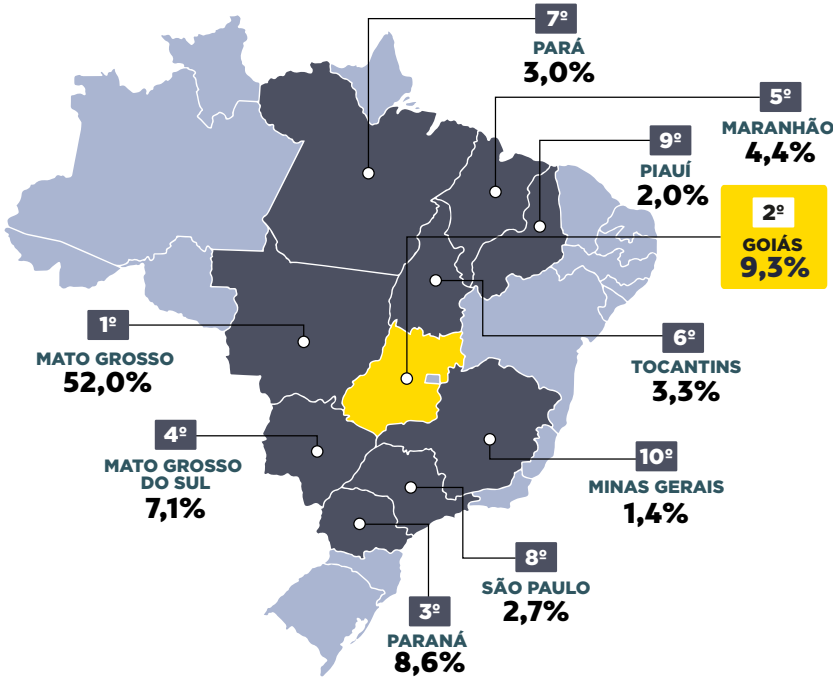 7º
PARÁ
3,0%
5º
MARANHÃO
4,4%
9º
PIAUÍ
2,0%
2º
GOIÁS
9,3%
1º
MATO GROSSO
52,0%
6º
TOCANTINS
3,3%
4º
MATO GROSSO
DO SUL
7,1%
10º
MINAS GERAIS
1,4%
8º
SÃO PAULO
2,7%
3º
PARANÁ
8,6%